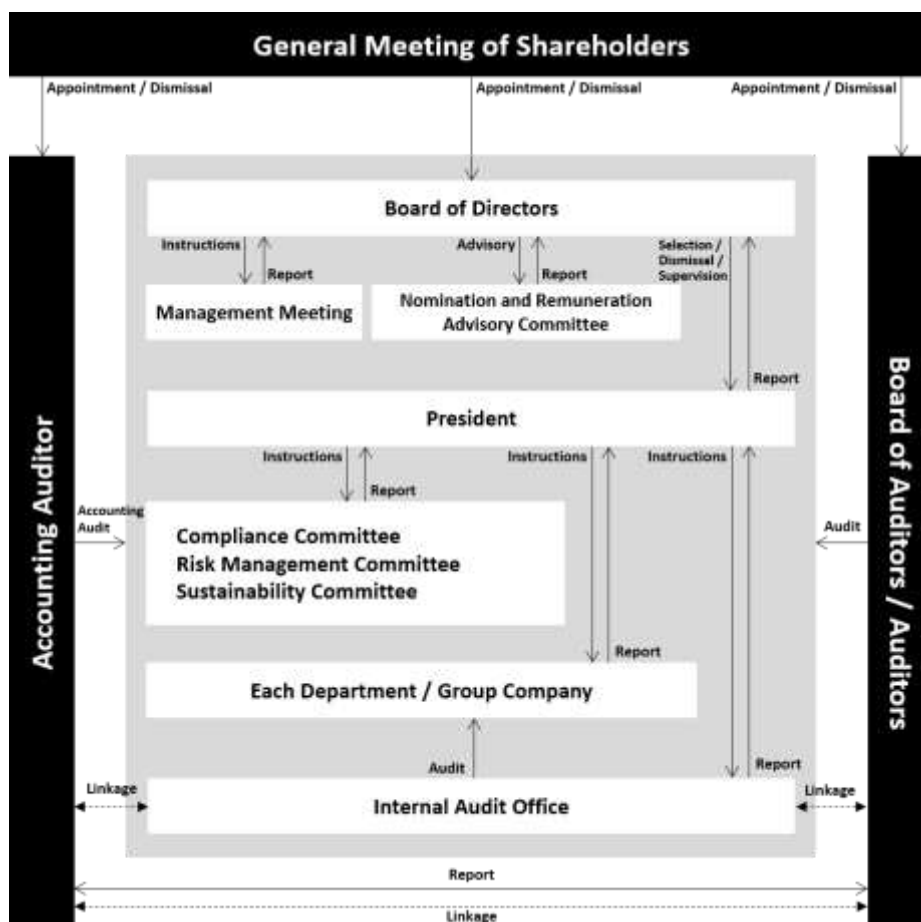 General Meeting of Shareholders
Appointment / Dismissal
Appointment / Dismissal
Appointment / Dismissal
Board of Directors
Instructions
Report
Advisory
Report
Selection /
Dismissal /
Supervision
Management Meeting
Nomination and Remuneration
Advisory Committee
Report
President
Instructions
Report
Instructions
Instructions
Accounting Auditor
Accounting
Audit
Compliance Committee
Risk Management Committee
Sustainability Committee
Audit
Board of Auditors / Auditors
Report
Each Department / Group Company
Audit
Report
Linkage
Internal Audit Office
Linkage
Report
Linkage